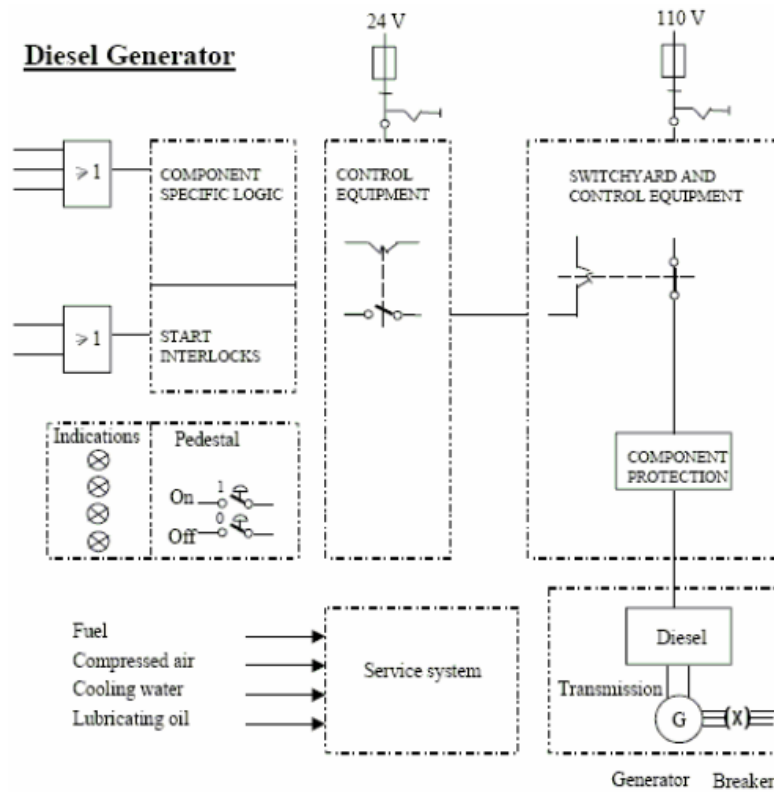 24 V
110 V
Diesel Generator
⩾ 1
COMPONENT
SPECIFIC LOGIC
CONTROL
EQUIPMENT
SWITCHYARD AND
CONTROL EQUIPMENT
⩾ 1
START
INTERLOCKS
Indications
Pedestal
On
1
Off
0
COMPONENT
PROTECTION
Fuel
Compressed air
Cooling water
Lubricating oil
Service system
Diesel
Transmission
G
(X)
Generator
Breaker